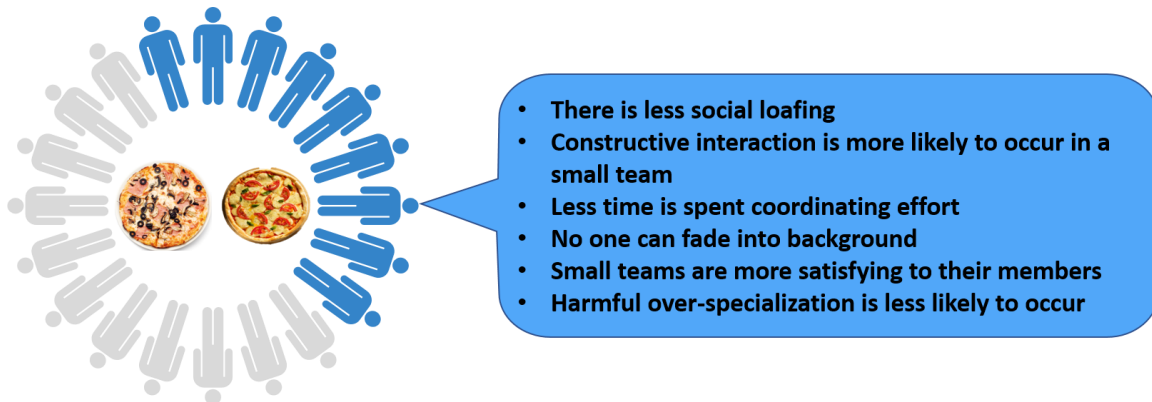 • There is less social loafing
• Constructive interaction is more likely to occur in a
small team
• Less time is spent coordinating effort
• No one can fade into background
• Small teams are more satisfying to their members
• Harmful over-specialization is less likely to occur